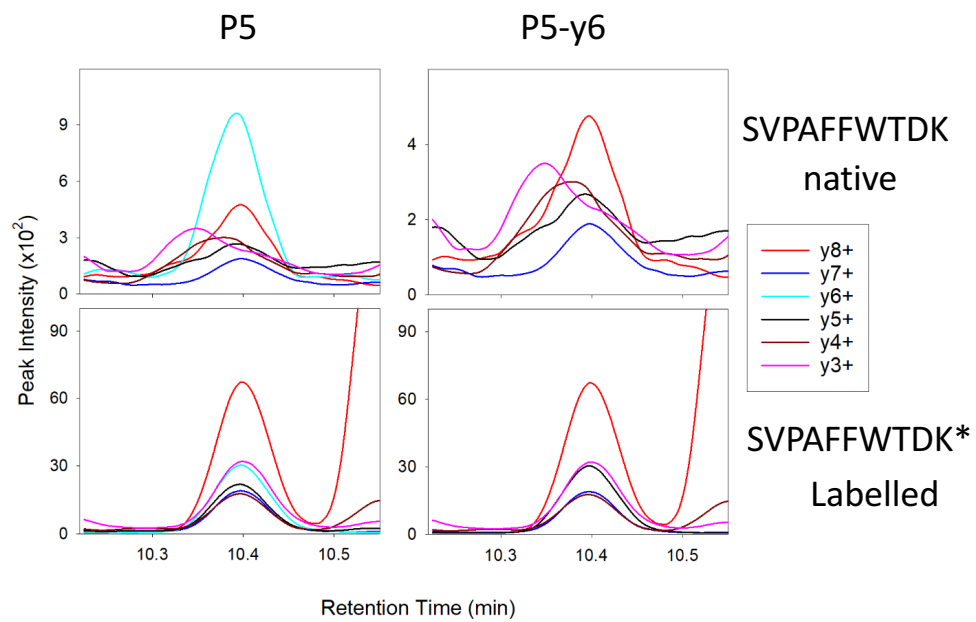 P5
P5-y6
Peak Intensity (x10²)
9
6
3
0
4
2
0
SVPAFFWTDK
native
y8+
y7+
y6+
y5+
y4+
y3+
90
60
30
0
90
60
30
0
SVPAFFWTDK*
Labelled
10.3 10.4 10.5
10.3 10.4 10.5
Retention Time (min)